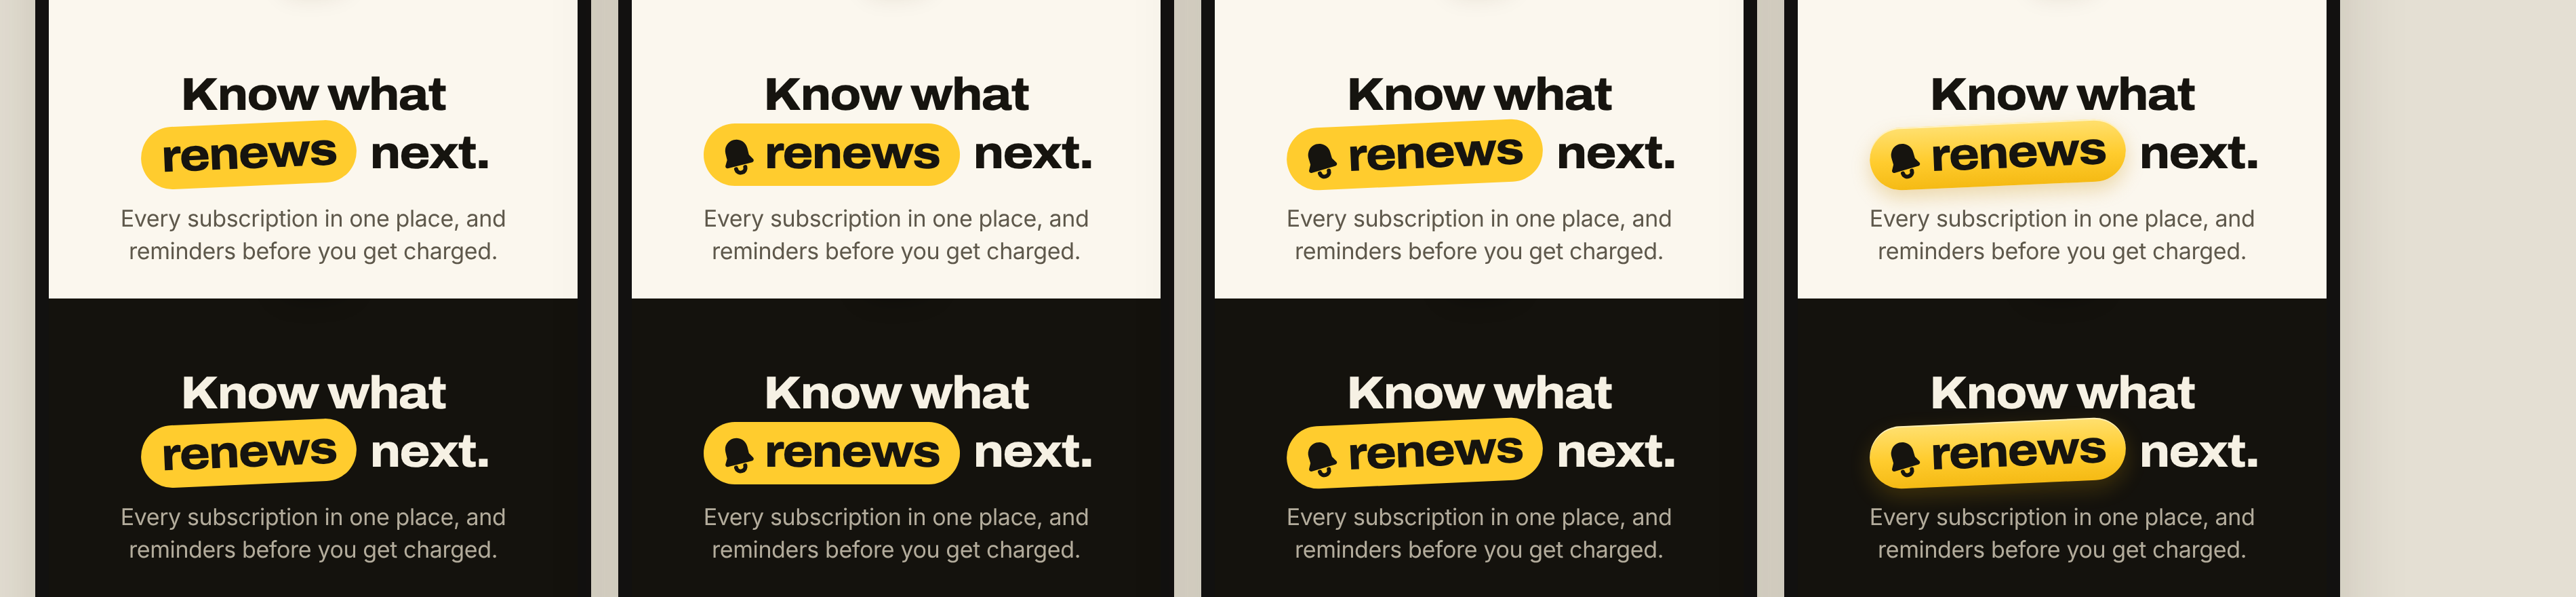 Know what
renews next.
Every subscription in one place, and
reminders before you get charged.
Know what
renews next.
Every subscription in one place, and
reminders before you get charged.
Know what
renews next.
Every subscription in one place, and
reminders before you get charged.
Know what
renews next.
Every subscription in one place, and
reminders before you get charged.
Know what
renews next.
Every subscription in one place, and
reminders before you get charged.
Know what
renews next.
Every subscription in one place, and
reminders before you get charged.
Know what
renews next.
Every subscription in one place, and
reminders before you get charged.
Know what
renews next.
Every subscription in one place, and
reminders before you get charged.